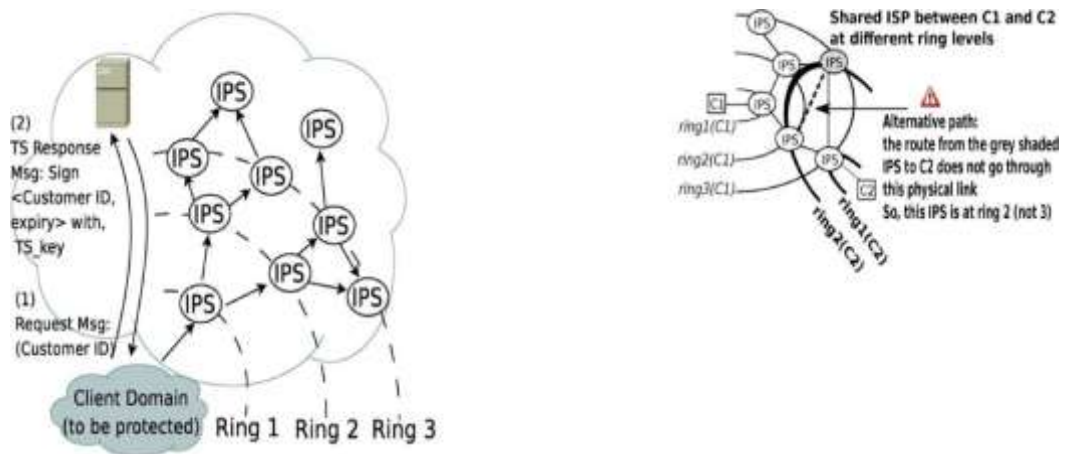 (2)
TS Response
Msg: Sign
<Customer ID,
expiry> with,
TS_key
(1)
Request Msg:
(Customer ID)
IPS
IPS
IPS
IPS
IPS
IPS
IPS
IPS
IPS
Client Domain
(to be protected)
Ring 1 Ring 2 Ring 3
Shared ISP between C1 and C2
at different ring levels
IPS
IPS
IPS
IPS
IPS
IPS
C1
ring1(C1)
ring2(C1)
ring3(C1)
Alternative path:
the route from the grey shaded
IPS to C2 does not go through
this physical link
So, this IPS is at ring 2 (not 3)
C2
ring1(C2)
ring2(C2)